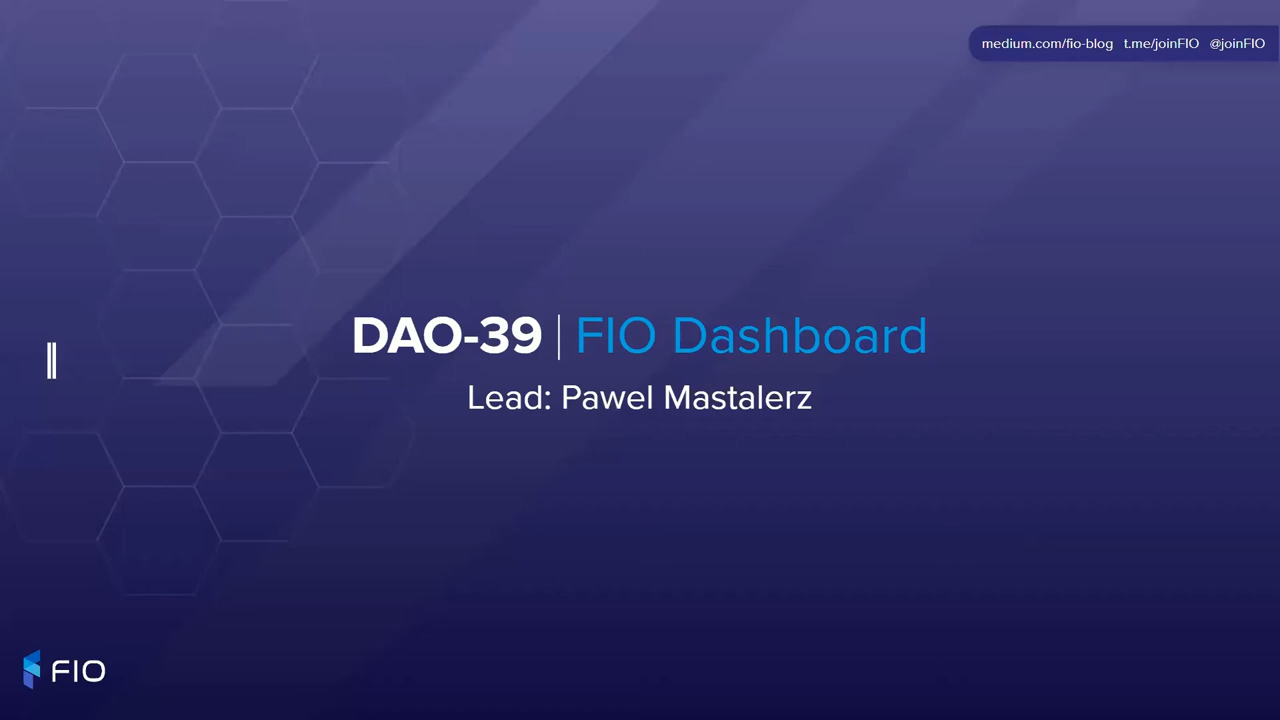 medium.com/fio-blog t.me/joinFIO @joinFIO
DAO-39 | FIO Dashboard
Lead: Pawel Mastalerz
FIO